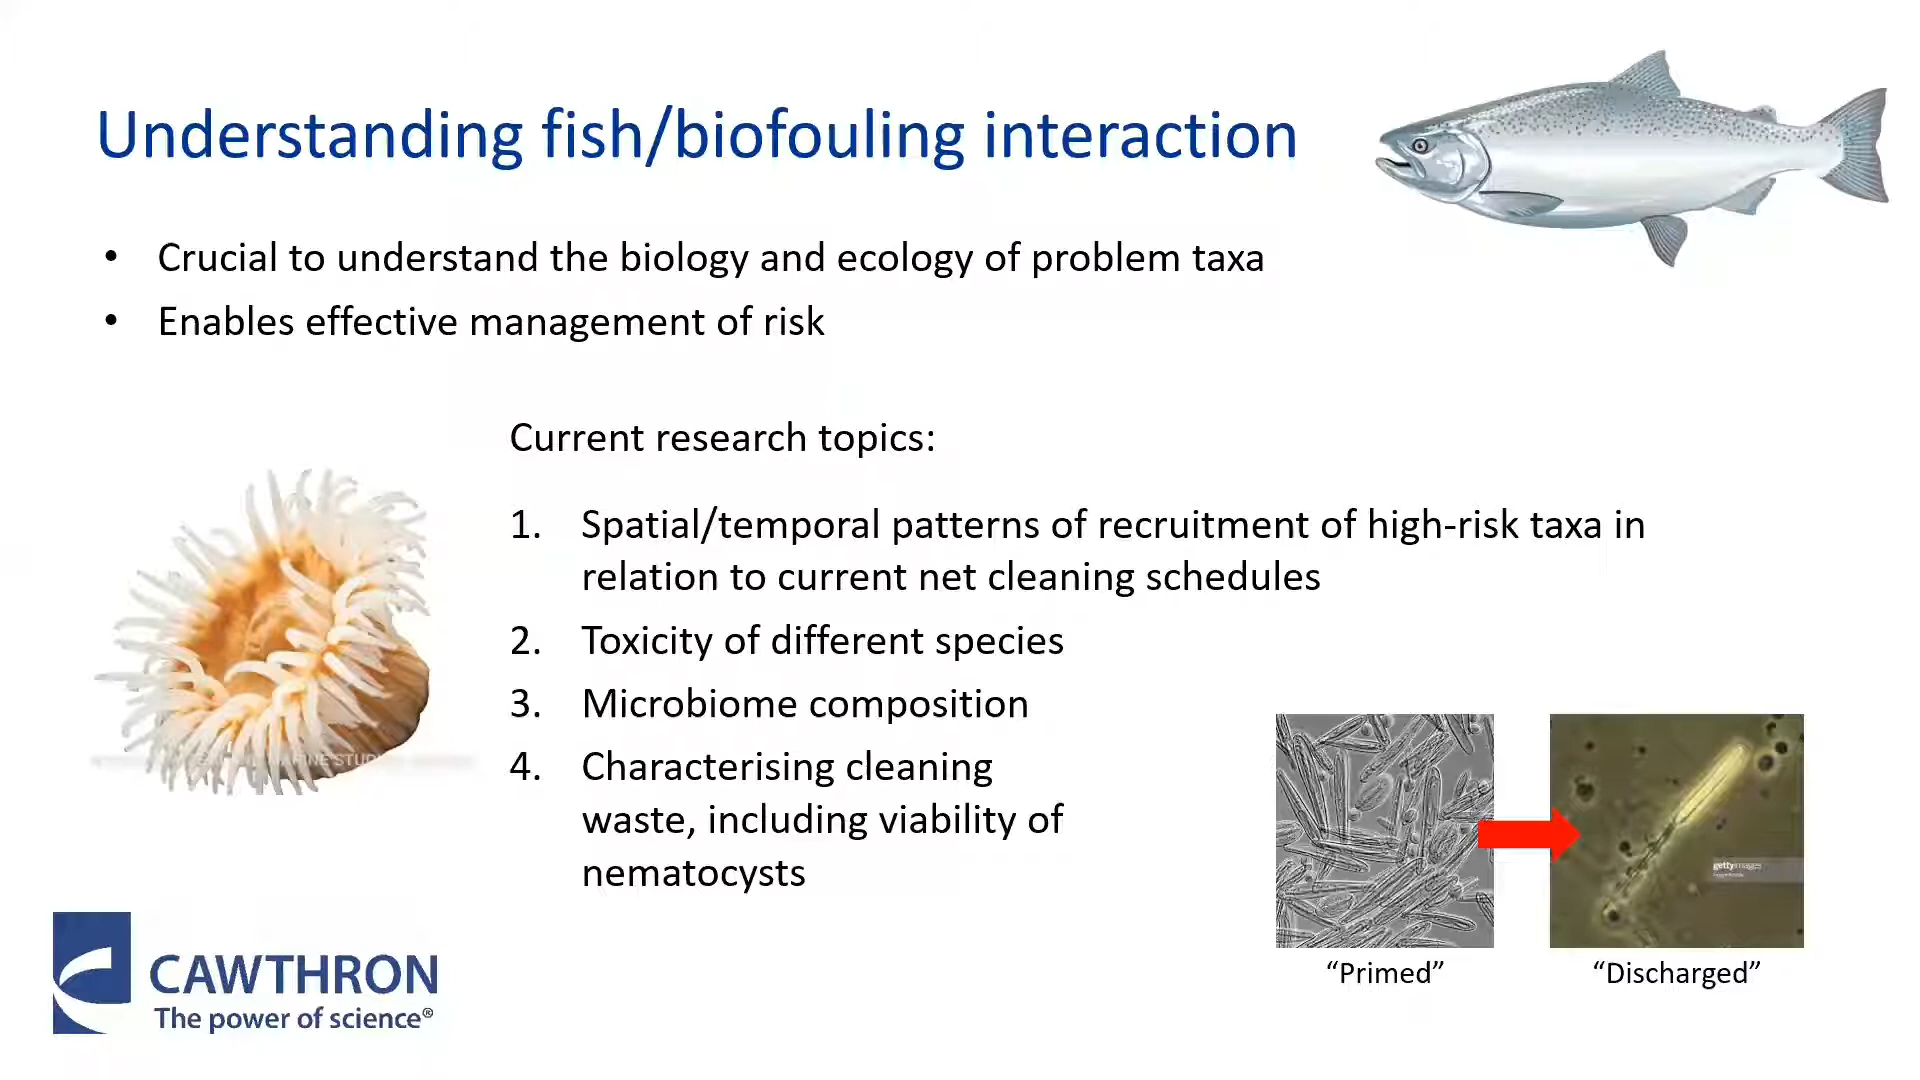 Understanding fish/biofouling interaction
• Crucial to understand the biology and ecology of problem taxa
• Enables effective management of risk
Current research topics:
1. Spatial/temporal patterns of recruitment of high-risk taxa in
relation to current net cleaning schedules
2. Toxicity of different species
3. Microbiome composition
4. Characterising cleaning
waste, including viability of
nematocysts
gettyimages
“Primed”
“Discharged”
CAWTHRON
The power of science®